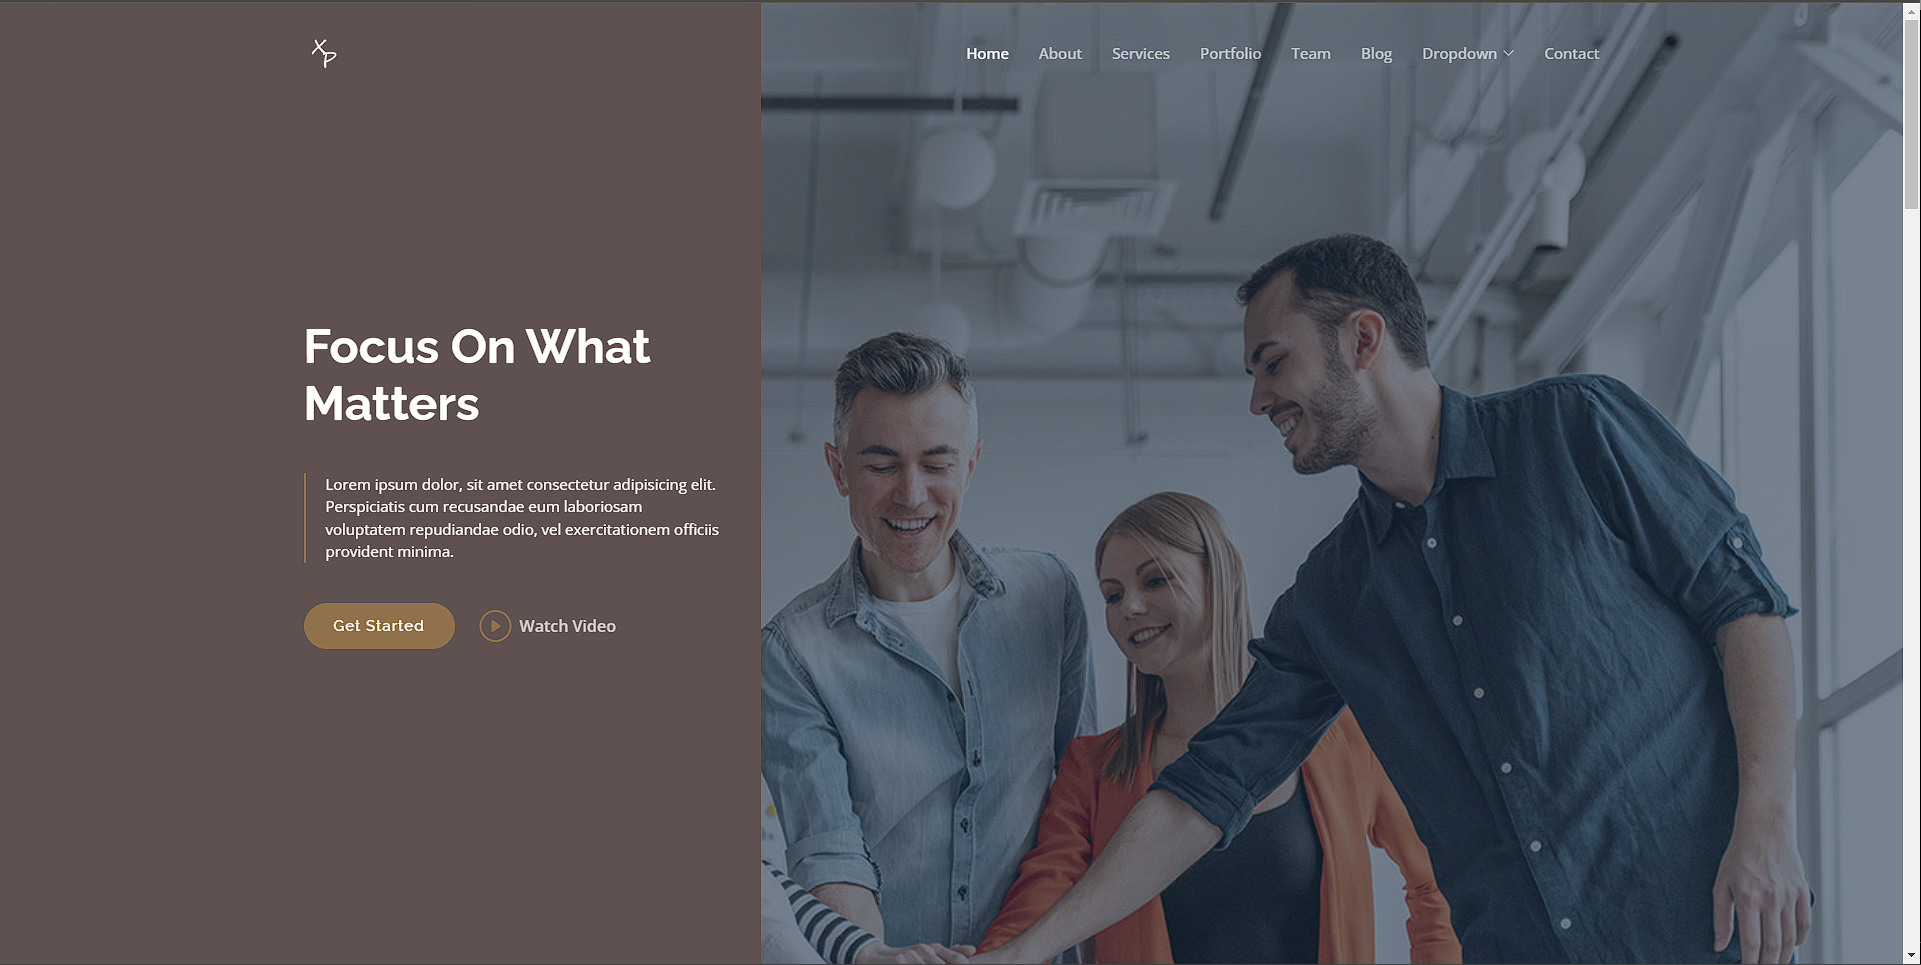 XP
Home About Services Portfolio Team Blog Dropdown Contact
Focus On What
Matters
Lorem ipsum dolor, sit amet consectetur adipisicing elit.
Perspiciatis cum recusandae eum laboriosam
voluptatem repudiandae odio, vel exercitationem officiis
provident minima.
Get Started Watch Video